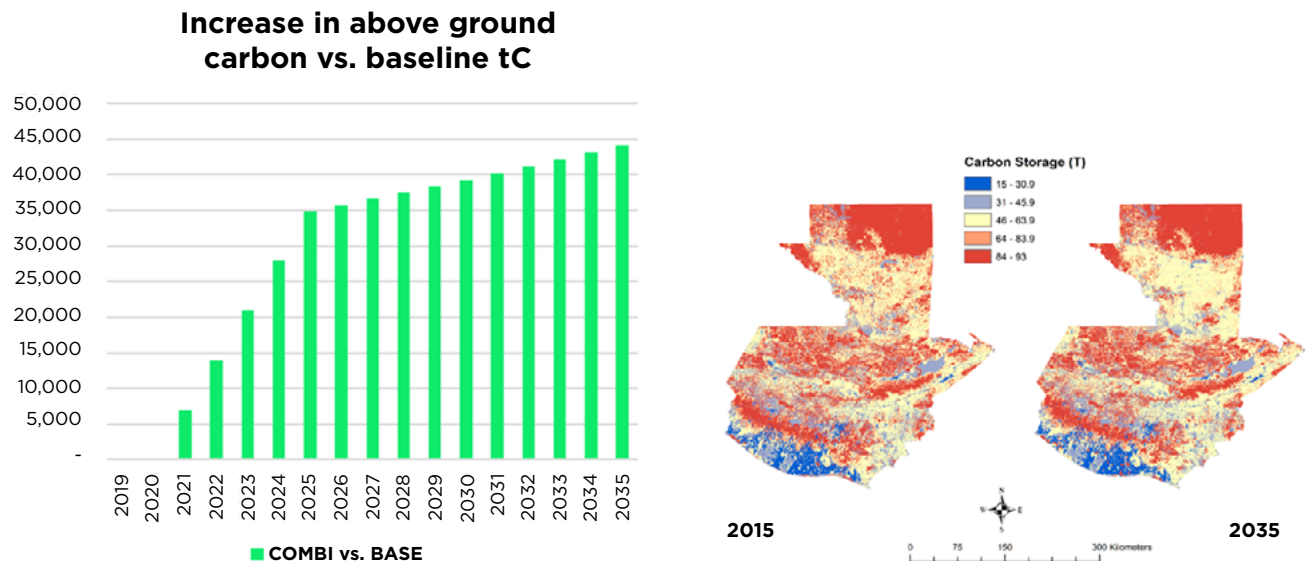 Increase in above ground
carbon vs. baseline tC
50,000
45,000
40,000
35,000
30,000
25,000
20,000
15,000
10,000
5,000
-
2019
2020
2021
2022
2023
2024
2025
2026
2027
2028
2029
2030
2031
2032
2033
2034
2035
COMBI vs. BASE
Carbon Storage (T)
15 - 30.9
31 - 45.9
46 - 63.9
64 - 83.9
84 - 93
N
W
E
S
2015
2035
0 75 150 300 Kilometers